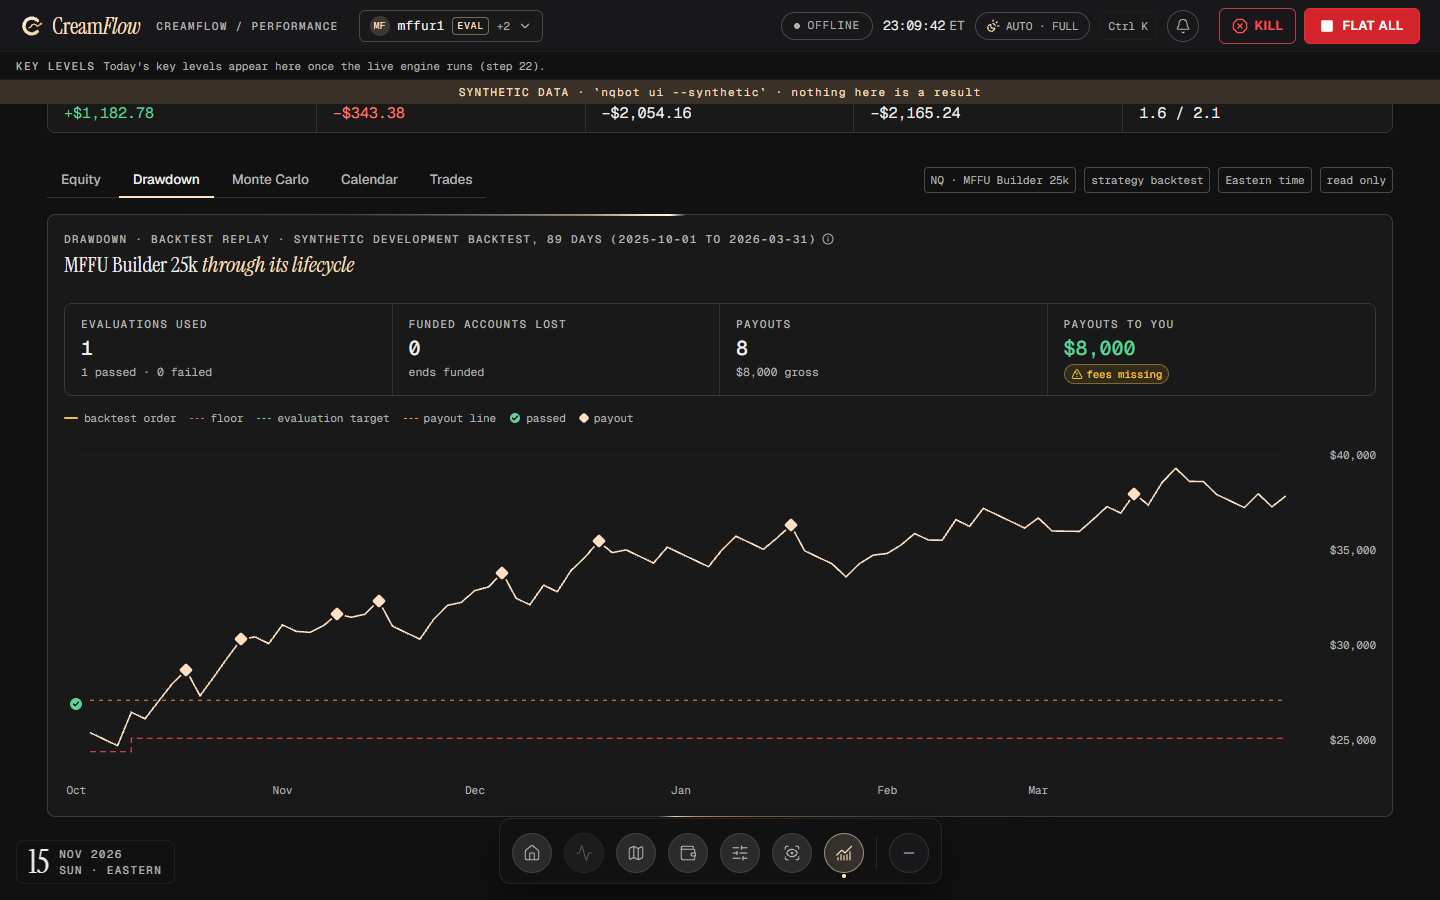 CreamFlow CREAMFLOW / PERFORMANCE MF mffur1 EVAL +2 OFFLINE 23:09:42 ET AUTO · FULL Ctrl K KILL FLAT ALL
KEY LEVELS Today's key levels appear here once the live engine runs (step 22).
SYNTHETIC DATA · `nqbot ui --synthetic` · nothing here is a result
+$1,182.78 −$343.38 −$2,054.16 −$2,165.24 1.6 / 2.1
Equity Drawdown Monte Carlo Calendar Trades NQ · MFFU Builder 25k strategy backtest Eastern time read only
DRAWDOWN · BACKTEST REPLAY · SYNTHETIC DEVELOPMENT BACKTEST, 89 DAYS (2025-10-01 TO 2026-03-31)
MFFU Builder 25k through its lifecycle
EVALUATIONS USED FUNDED ACCOUNTS LOST PAYOUTS PAYOUTS TO YOU
1 0 8 $8,000
1 passed · 0 failed ends funded $8,000 gross fees missing
backtest order floor evaluation target payout line passed payout
$40,000
$35,000
$30,000
$25,000
Oct Nov Dec Jan Feb Mar
15 NOV 2026
SUN · EASTERN